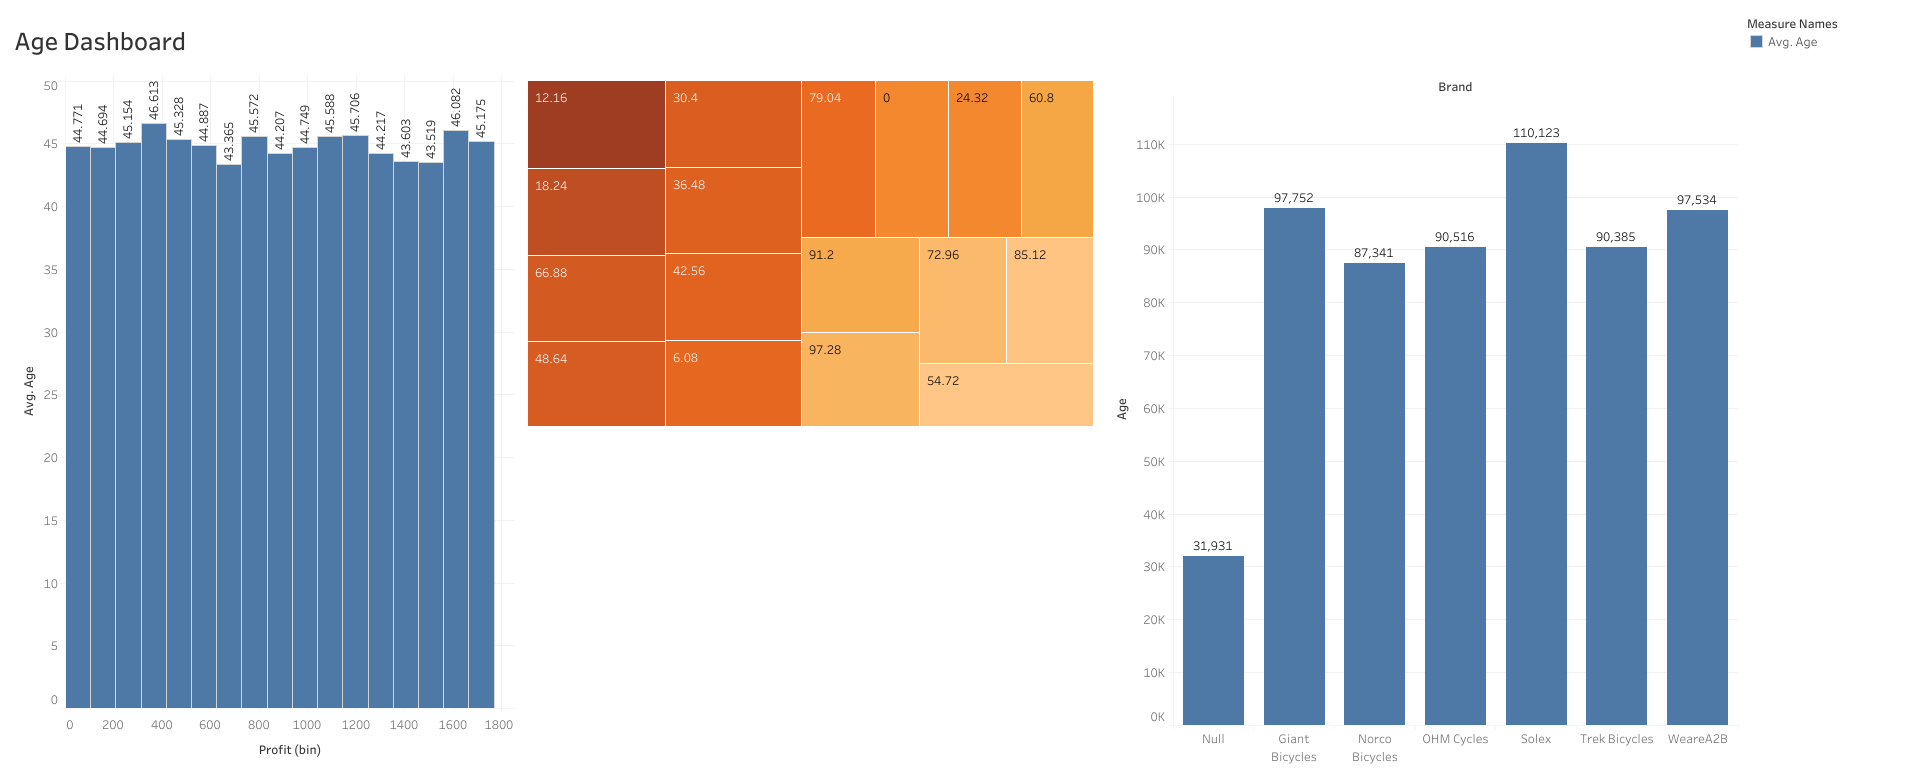 Age Dashboard
Measure Names
Avg. Age
50
45
40
35
30
25
20
15
10
5
0
Avg. Age
44.771
44.694
45.154
46.613
45.328
44.887
43.365
45.572
44.207
44.749
45.588
45.706
44.217
43.603
43.519
46.082
45.175
0 200 400 600 800 1000 1200 1400 1600 1800
Profit (bin)
12.16
18.24
66.88
48.64
30.4
36.48
42.56
6.08
79.04
0
24.32
60.8
91.2
97.28
72.96
85.12
54.72
Brand
110K
100K
90K
80K
70K
60K
50K
40K
30K
20K
10K
0K
Age
31,931
97,752
87,341
90,516
110,123
90,385
97,534
Null
Giant
Bicycles
Norco
Bicycles
OHM Cycles
Solex
Trek Bicycles
WeareA2B